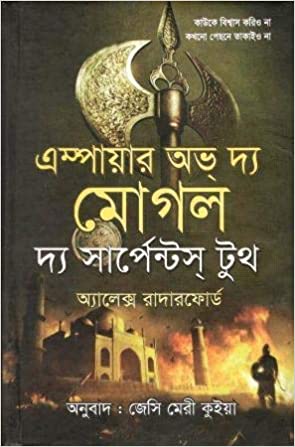 কাউকে বিশ্বাস করিও না
কখনো পেছনে তাকাইও না
এম্পায়ার অভ্ দ্য
মোগল
দ্য সার্পেন্টস্ টুথ
অ্যালেক্স রাদারফোর্ড
অনুবাদ : জেসি মেরী কুইয়া